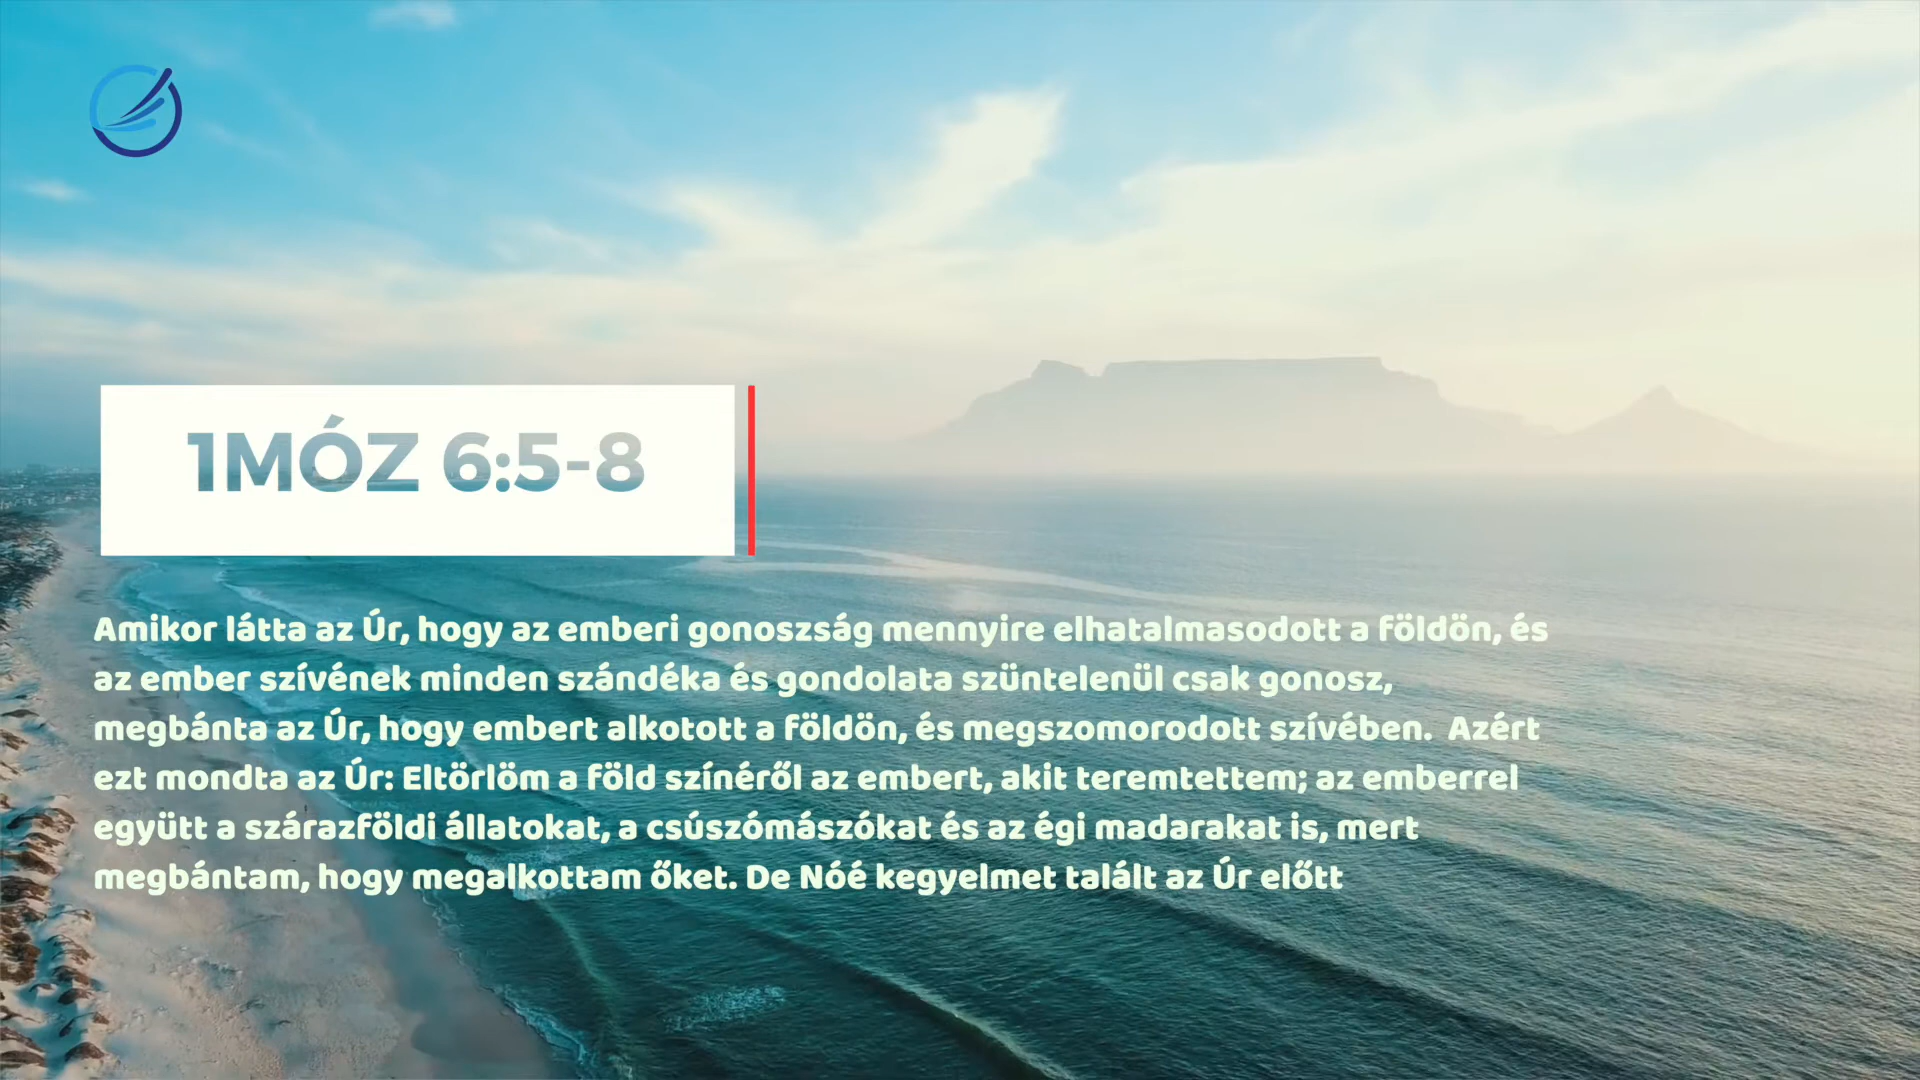 1MÓZ 6:5-8
Amikor látta az Úr, hogy az emberi gonoszság mennyire elhatalmasodott a földön, és
az ember szívének minden szándéka és gondolata szüntelenül csak gonosz,
megbánta az Úr, hogy embert alkotott a földön, és megszomorodott szívében.  Azért
ezt mondta az Úr: Eltörlöm a föld színéről az embert, akit teremtettem; az emberrel
együtt a szárazföldi állatokat, a csúszómászókat és az égi madarakat is, mert
megbántam, hogy megalkottam őket. De Nóé kegyelmet talált az Úr előtt